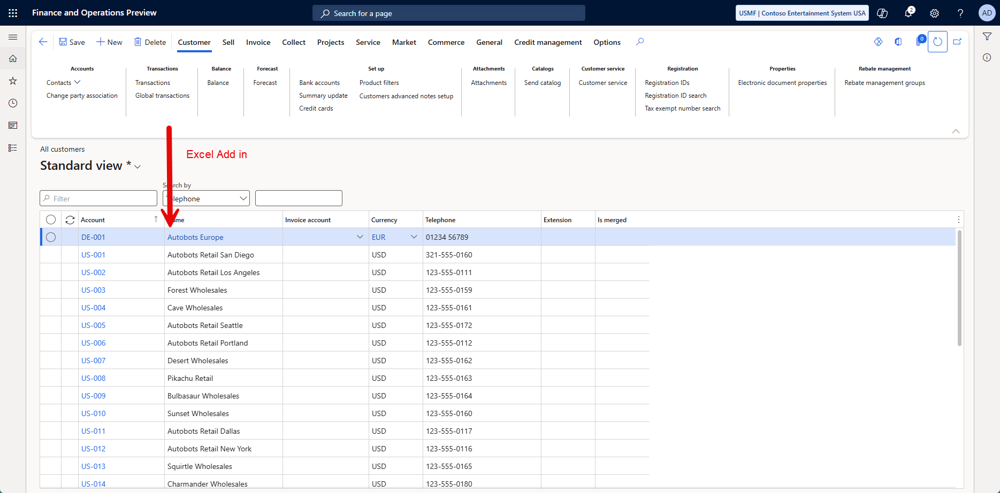 Finance and Operations Preview
Search for a page
USMF | Contoso Entertainment System USA
2
AD
Save
New
Delete
Customer
Sell
Invoice
Collect
Projects
Service
Market
Commerce
General
Credit management
Options
0
Accounts
Contacts
Change party association
Transactions
Transactions
Global transactions
Balance
Balance
Forecast
Forecast
Set up
Bank accounts
Summary update
Credit cards
Product filters
Customers advanced notes setup
Attachments
Attachments
Catalogs
Send catalog
Customer service
Customer service
Registration
Registration IDs
Registration ID search
Tax exempt number search
Properties
Electronic document properties
Rebate management
Rebate management groups
All customers
Excel Add in
Standard view *
Search by
Filter
Telephone
Account Name Invoice account Currency Telephone Extension Is merged
DE-001 Autobots Europe EUR 01234 56789
US-001 Autobots Retail San Diego USD 321-555-0160
US-002 Autobots Retail Los Angeles USD 123-555-0111
US-003 Forest Wholesales USD 123-555-0159
US-004 Cave Wholesales USD 123-555-0161
US-005 Autobots Retail Seattle USD 123-555-0172
US-006 Autobots Retail Portland USD 123-555-0112
US-007 Desert Wholesales USD 123-555-0162
US-008 Pikachu Retail USD 123-555-0163
US-009 Bulbasaur Wholesales USD 123-555-0164
US-010 Sunset Wholesales USD 123-555-0160
US-011 Autobots Retail Dallas USD 123-555-0117
US-012 Autobots Retail New York USD 123-555-0116
US-013 Squirtle Wholesales USD 123-555-0165
US-014 Charmander Wholesales USD 123-555-0180